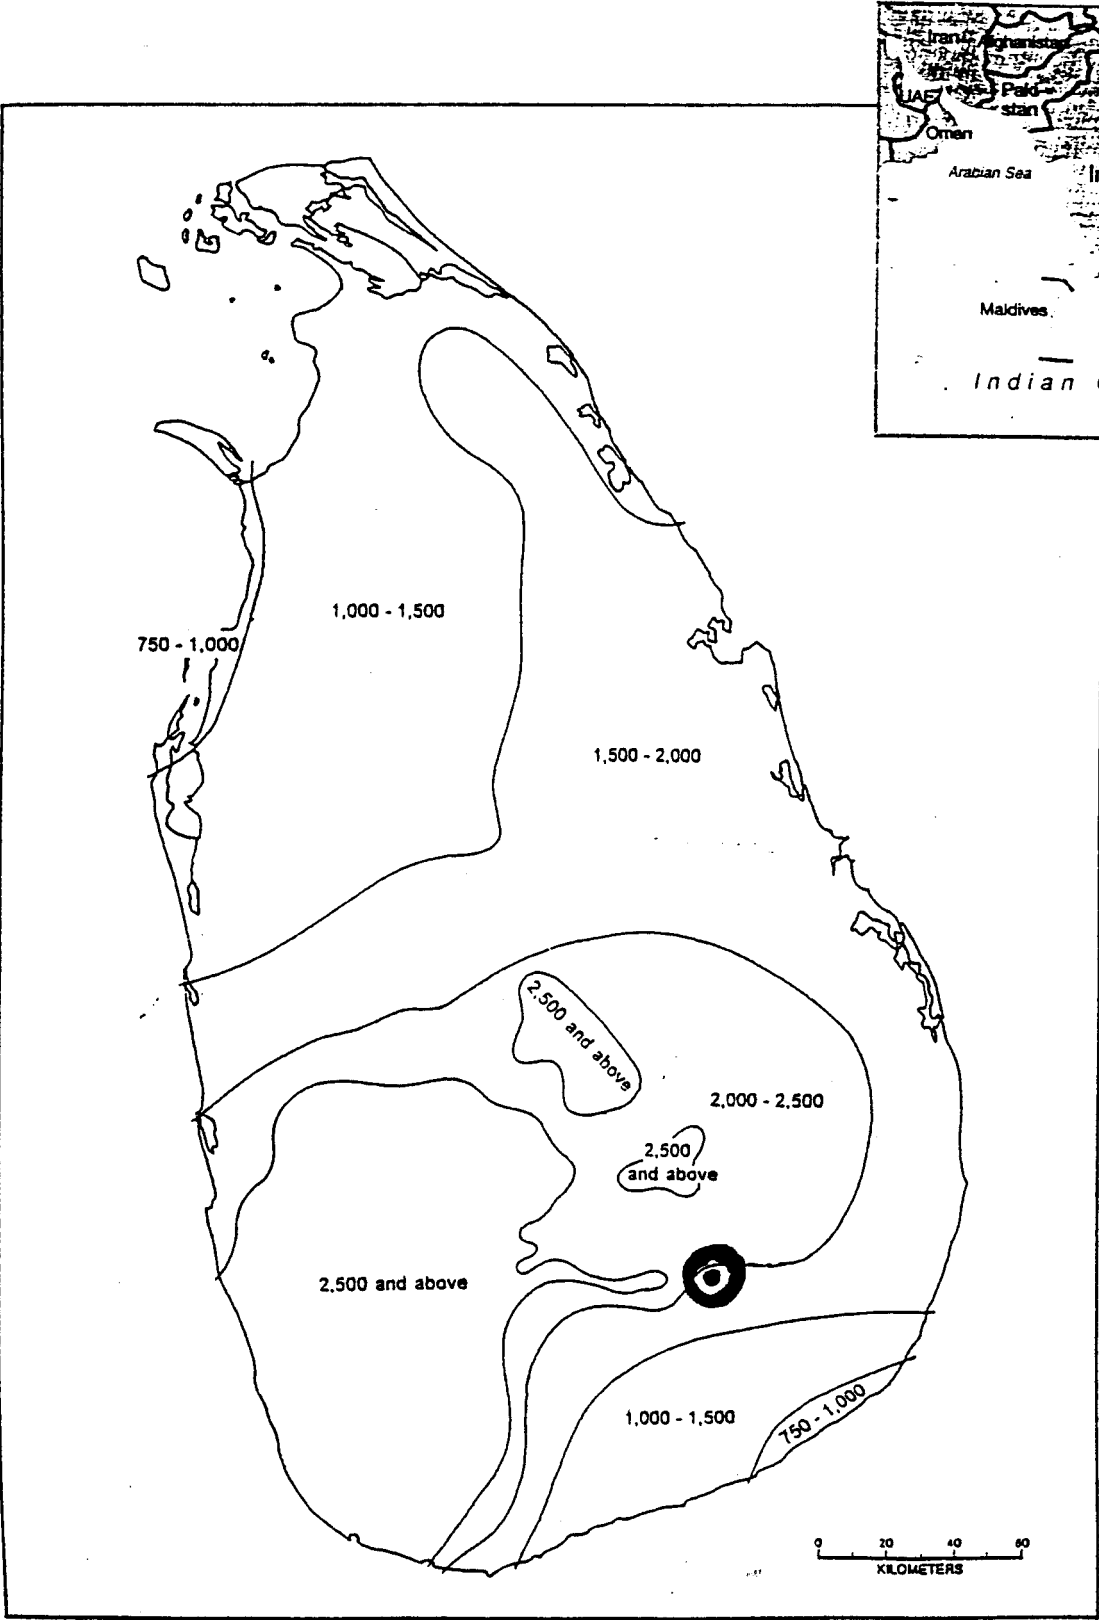 Iran
Afghanistan
UAE
Paki-
stan
Oman
Arabian Sea
Maldives
Indian
1,000 - 1,500
750 - 1,000
1,500 - 2,000
2,500 and above
2,000 - 2,500
2,500
and above
2,500 and above
1,000 - 1,500
750 - 1,000
0 20 40 60
KILOMETERS